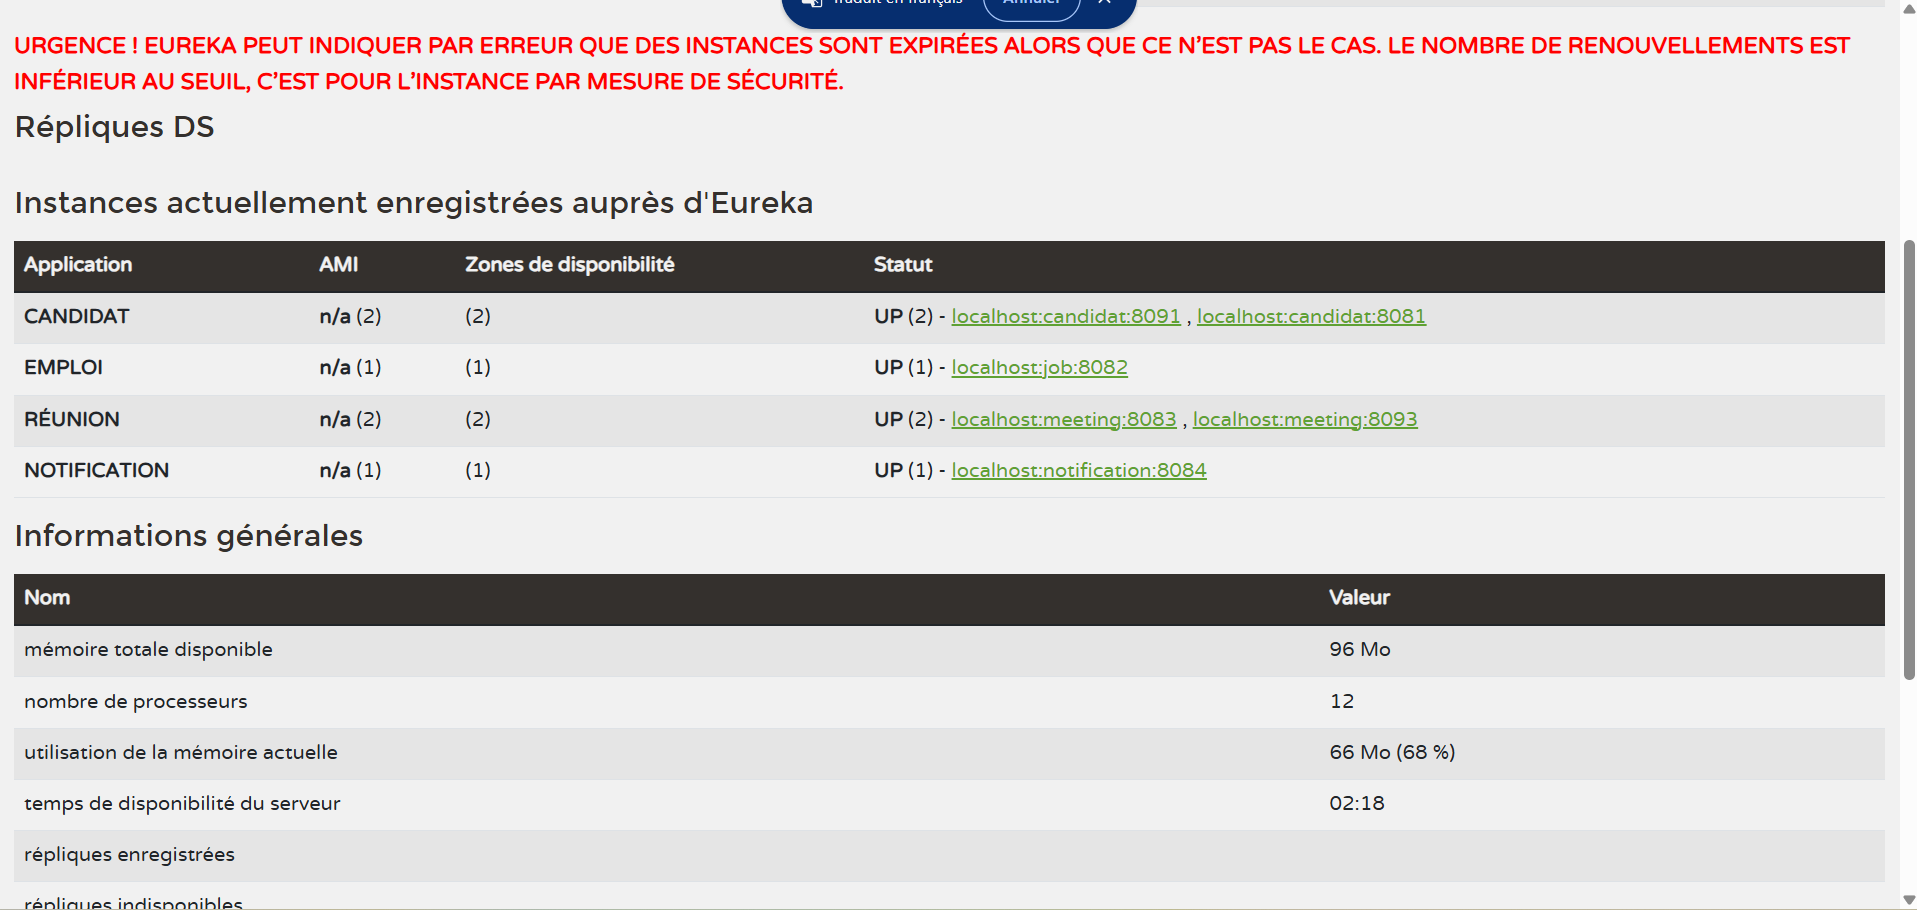 Traduit en français Annuler
URGENCE ! EUREKA PEUT INDIQUER PAR ERREUR QUE DES INSTANCES SONT EXPIRÉES ALORS QUE CE N’EST PAS LE CAS. LE NOMBRE DE RENOUVELLEMENTS EST
INFÉRIEUR AU SEUIL, C’EST POUR L’INSTANCE PAR MESURE DE SÉCURITÉ.
Répliques DS
Instances actuellement enregistrées auprès d'Eureka
Application AMI Zones de disponibilité Statut
CANDIDAT n/a (2) (2) UP (2) - localhost:candidat:8091 , localhost:candidat:8081
EMPLOI n/a (1) (1) UP (1) - localhost:job:8082
RÉUNION n/a (2) (2) UP (2) - localhost:meeting:8083 , localhost:meeting:8093
NOTIFICATION n/a (1) (1) UP (1) - localhost:notification:8084
Informations générales
Nom Valeur
mémoire totale disponible 96 Mo
nombre de processeurs 12
utilisation de la mémoire actuelle 66 Mo (68 %)
temps de disponibilité du serveur 02:18
répliques enregistrées
répliques indisponibles